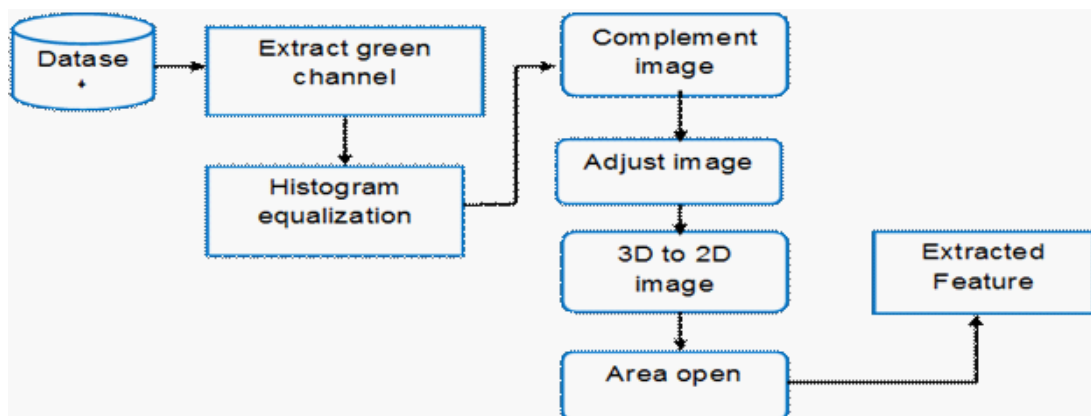 Datase
Extract green
channel
Histogram
equalization
Complement
image
Adjust image
3D to 2D
image
Area open
Extracted
Feature